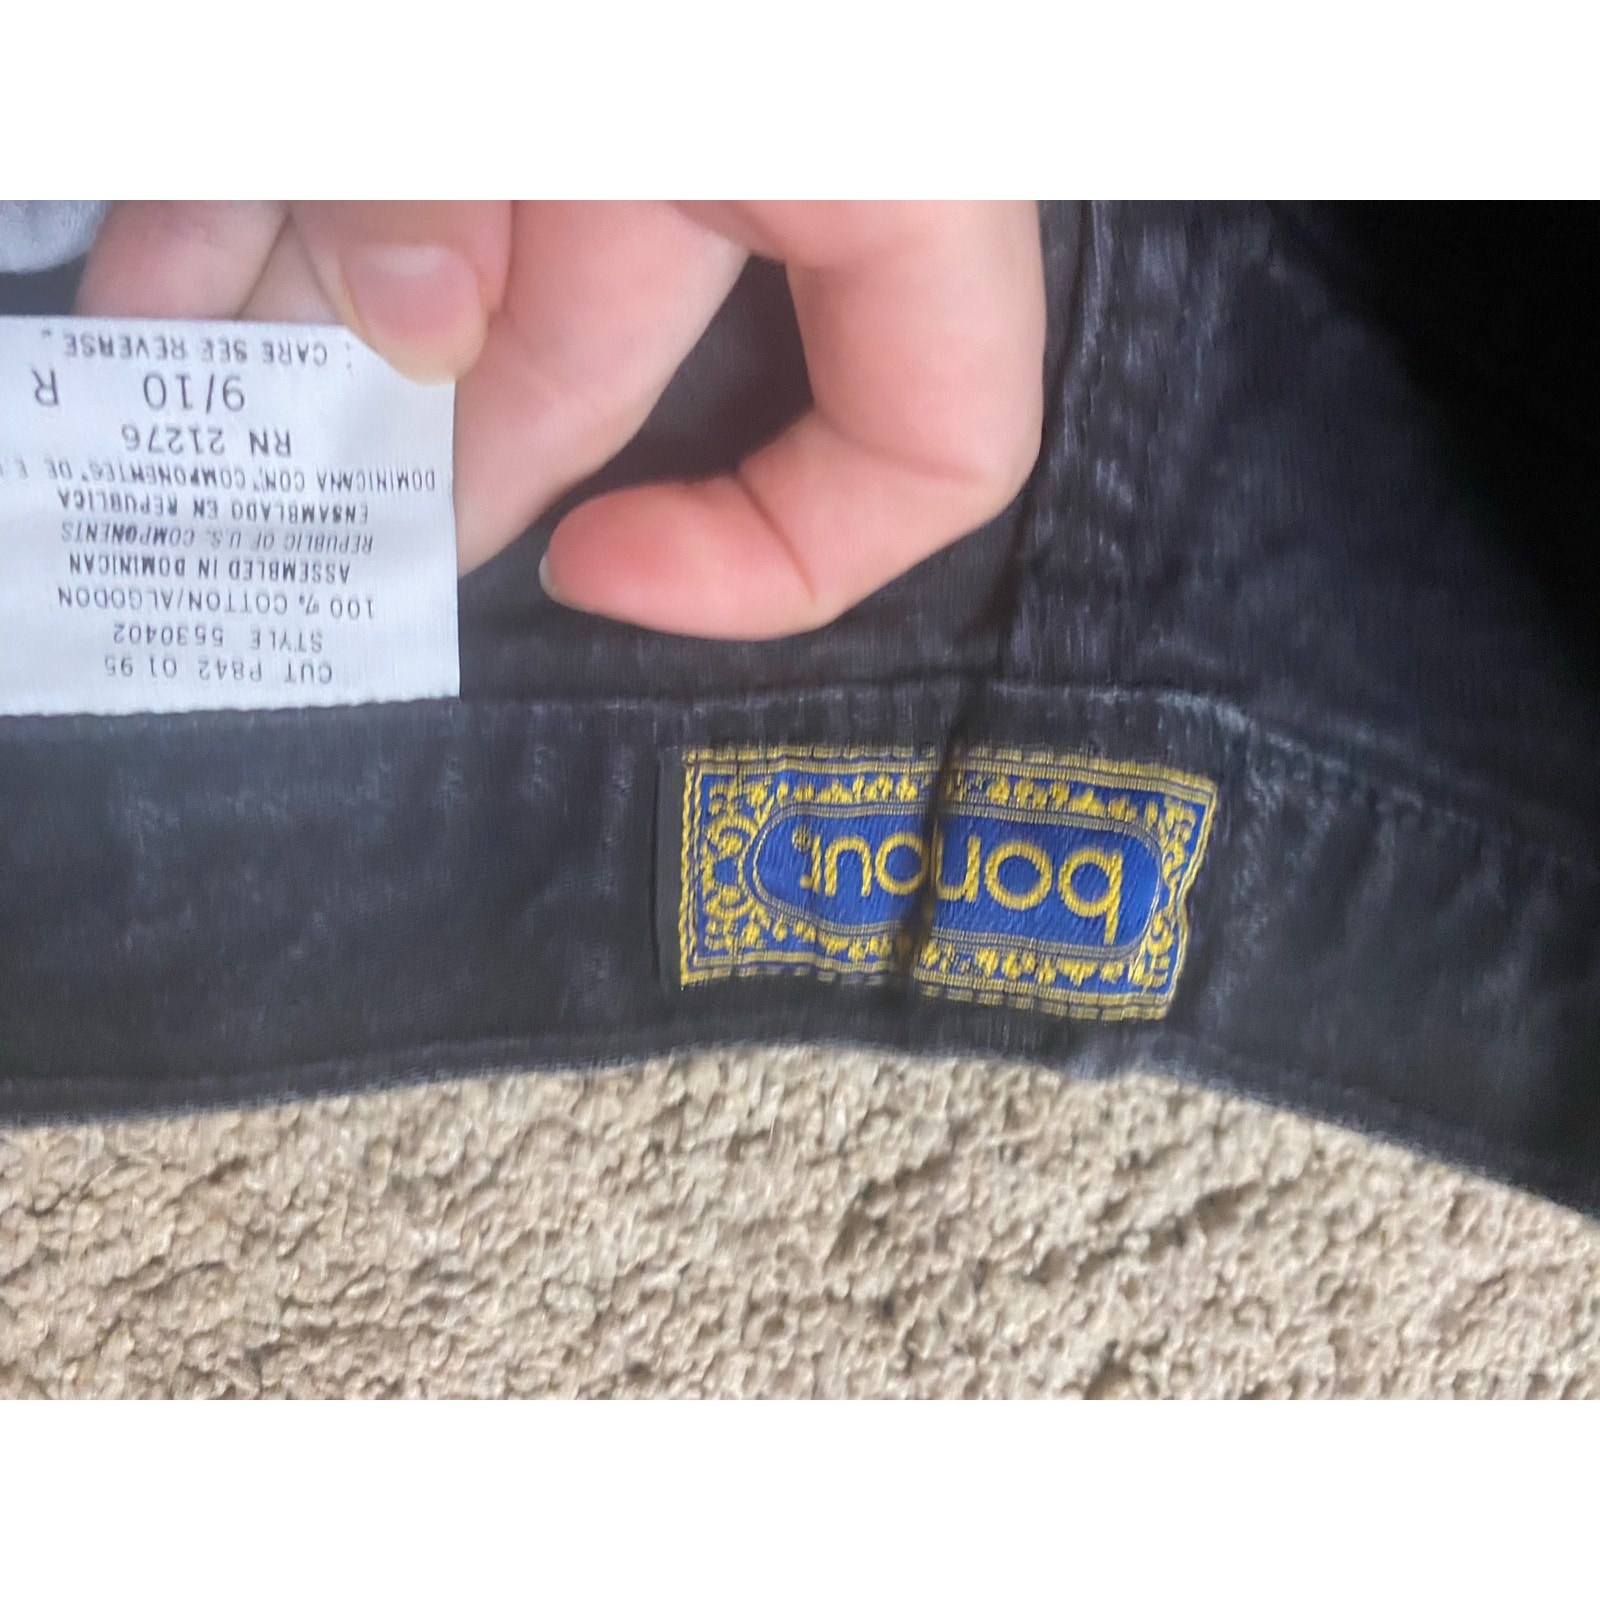 CUT P842 01 95
STYLE 5530402
100 % COTTON/ALGODON
ASSEMBLED IN DOMINICAN
REPUBLIC OF U.S. COMPONENTS
ENSAMBLADO EN REPUBLICA
DOMINICANA CON COMPONENTES DE E
RN 21276
9/10 R
CARE SEE REVERSE
bonjour®